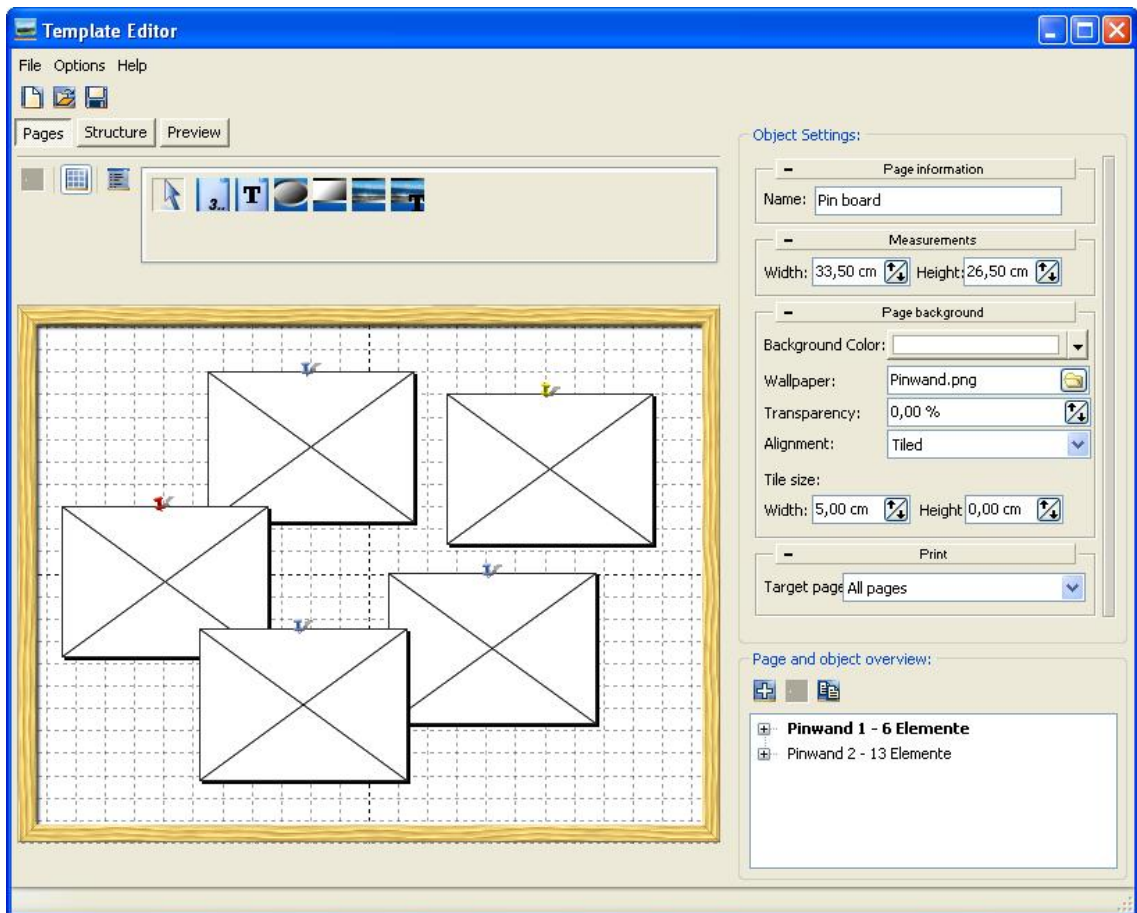 Template Editor
File Options Help
Pages Structure Preview
3.. T T
Object Settings:
Page information
Name: Pin board
Measurements
Width: 33,50 cm Height: 26,50 cm
Page background
Background Color:
Wallpaper: Pinwand.png
Transparency: 0,00 %
Alignment: Tiled
Tile size:
Width: 5,00 cm Height 0,00 cm
Print
Target page All pages
Page and object overview:
Pinwand 1 - 6 Elemente
Pinwand 2 - 13 Elemente